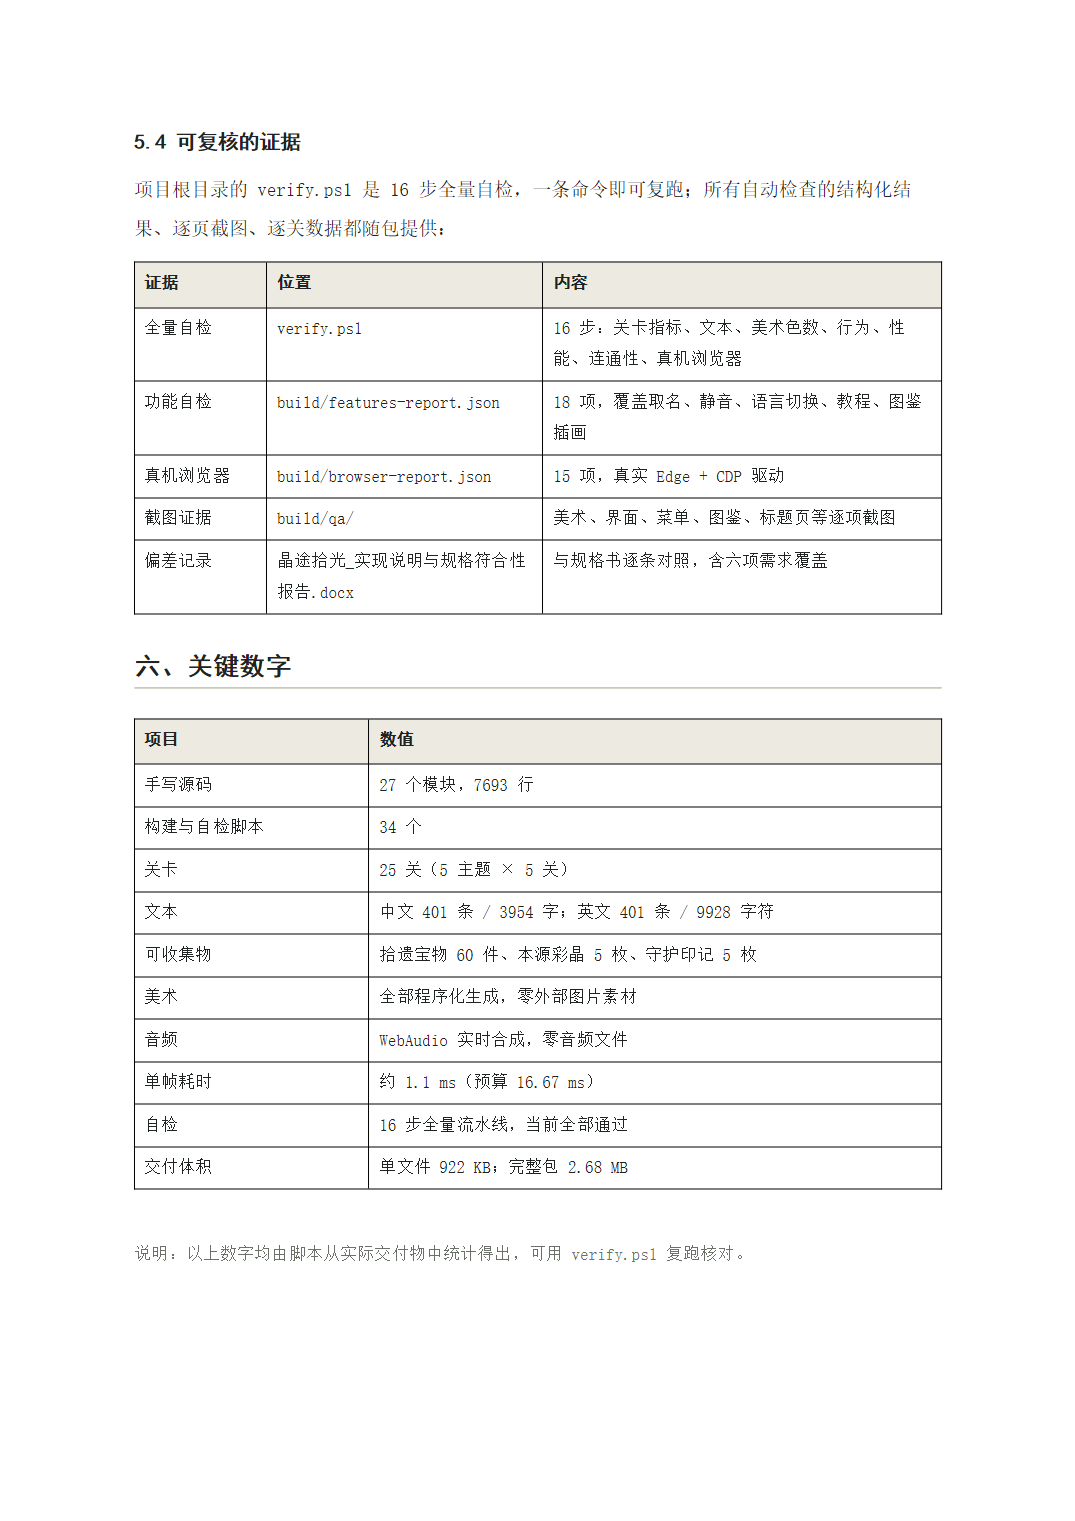 5.4 可复核的证据
项目根目录的 verify.ps1 是 16 步全量自检，一条命令即可复跑；所有自动检查的结构化结
果、逐页截图、逐关数据都随包提供：
证据 位置 内容
全量自检 verify.ps1 16 步：关卡指标、文本、美术色数、行为、性
能、连通性、真机浏览器
功能自检 build/features-report.json 18 项，覆盖取名、静音、语言切换、教程、图鉴
插画
真机浏览器 build/browser-report.json 15 项，真实 Edge + CDP 驱动
截图证据 build/qa/ 美术、界面、菜单、图鉴、标题页等逐项截图
偏差记录 晶途拾光_实现说明与规格符合性 与规格书逐条对照，含六项需求覆盖
报告.docx
六、关键数字
项目 数值
手写源码 27 个模块，7693 行
构建与自检脚本 34 个
关卡 25 关（5 主题 × 5 关）
文本 中文 401 条 / 3954 字；英文 401 条 / 9928 字符
可收集物 拾遗宝物 60 件、本源彩晶 5 枚、守护印记 5 枚
美术 全部程序化生成，零外部图片素材
音频 WebAudio 实时合成，零音频文件
单帧耗时 约 1.1 ms（预算 16.67 ms）
自检 16 步全量流水线，当前全部通过
交付体积 单文件 922 KB；完整包 2.68 MB
说明：以上数字均由脚本从实际交付物中统计得出，可用 verify.ps1 复跑核对。